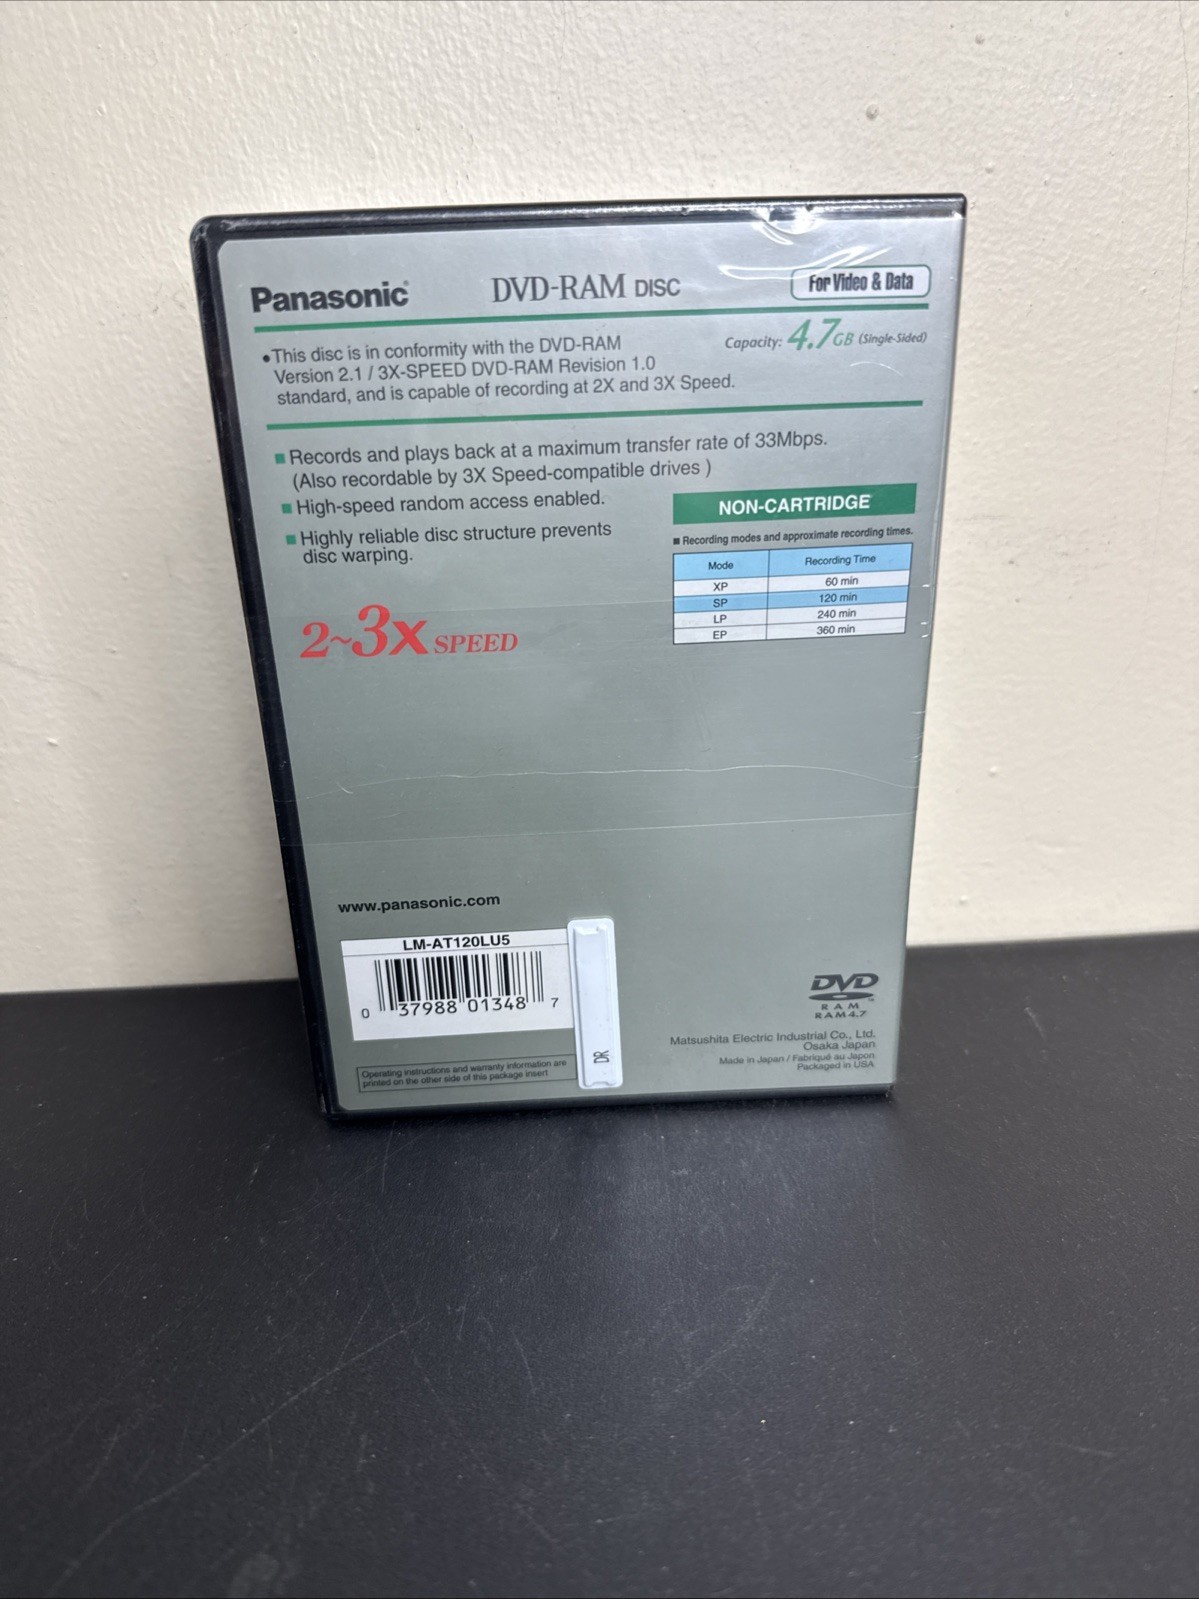 Panasonic
DVD-RAM DISC
For Video & Data
Capacity: 4.7GB (Single-Sided)
•This disc is in conformity with the DVD-RAM
Version 2.1 / 3X-SPEED DVD-RAM Revision 1.0
standard, and is capable of recording at 2X and 3X Speed.
■ Records and plays back at a maximum transfer rate of 33Mbps.
(Also recordable by 3X Speed-compatible drives )
■ High-speed random access enabled.
■ Highly reliable disc structure prevents
disc warping.
NON-CARTRIDGE
■ Recording modes and approximate recording times.
Mode Recording Time
XP 60 min
SP 120 min
LP 240 min
EP 360 min
2~3X SPEED
www.panasonic.com
LM-AT120LU5
0 37988 01348 7
Operating instructions and warranty information are
printed on the other side of this package insert
DVD™
RAM
RAM4.7
Matsushita Electric Industrial Co., Ltd.
Osaka Japan
Made in Japan / Fabriqué au Japon
Packaged in USA